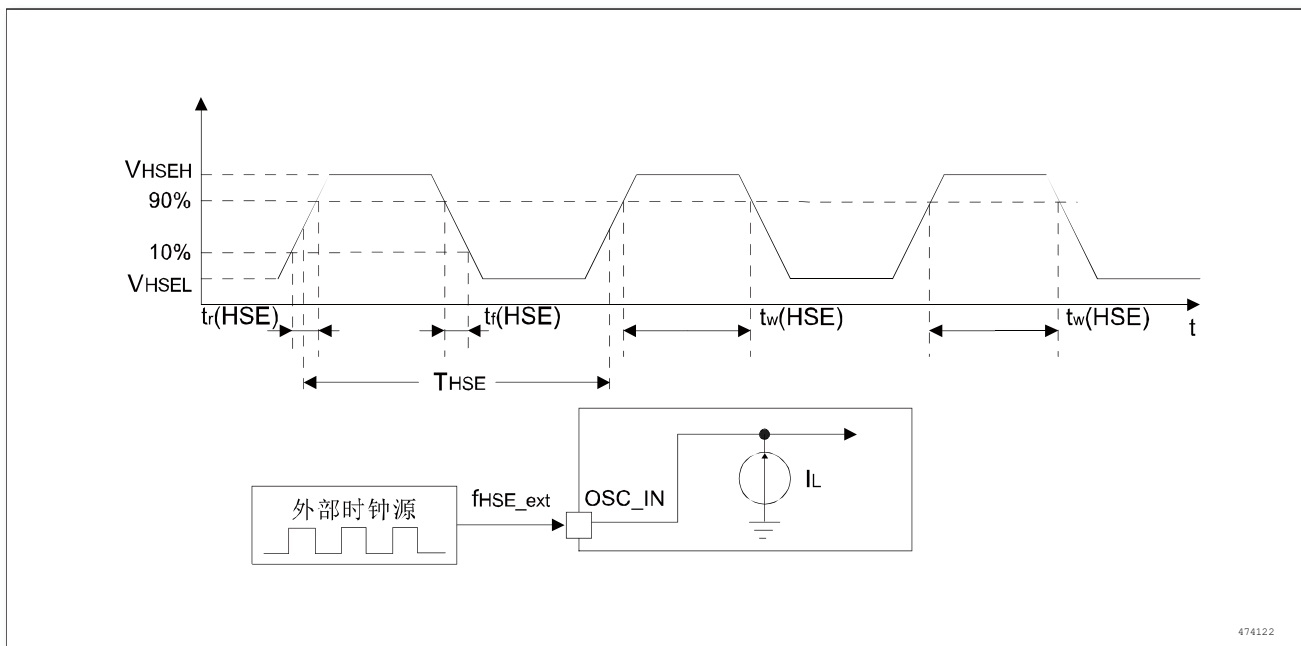 VHSEH
90%
10%
VHSEL
tr(HSE)
tf(HSE)
tw(HSE)
tw(HSE)
t
THSE
外部时钟源
fHSE_ext
OSC_IN
IL
474122